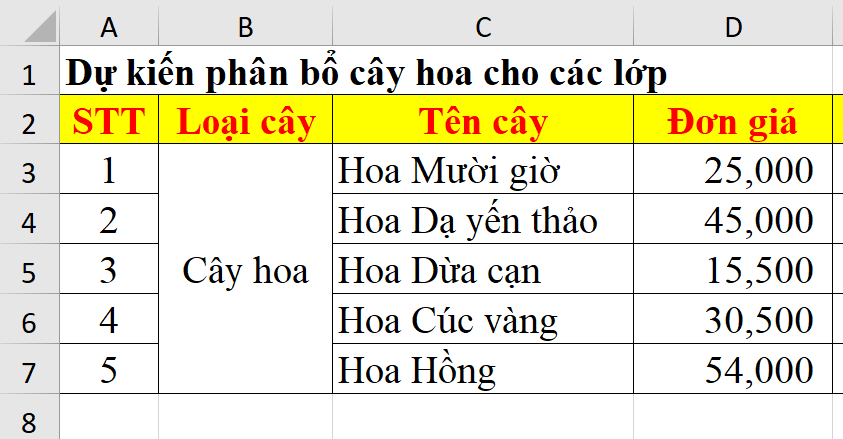 A B C D
1 Dự kiến phân bổ cây hoa cho các lớp
2 STT Loại cây Tên cây Đơn giá
3 1 Hoa Mười giờ 25,000
4 2 Hoa Dạ yến thảo 45,000
5 3 Cây hoa Hoa Dừa cạn 15,500
6 4 Hoa Cúc vàng 30,500
7 5 Hoa Hồng 54,000
8